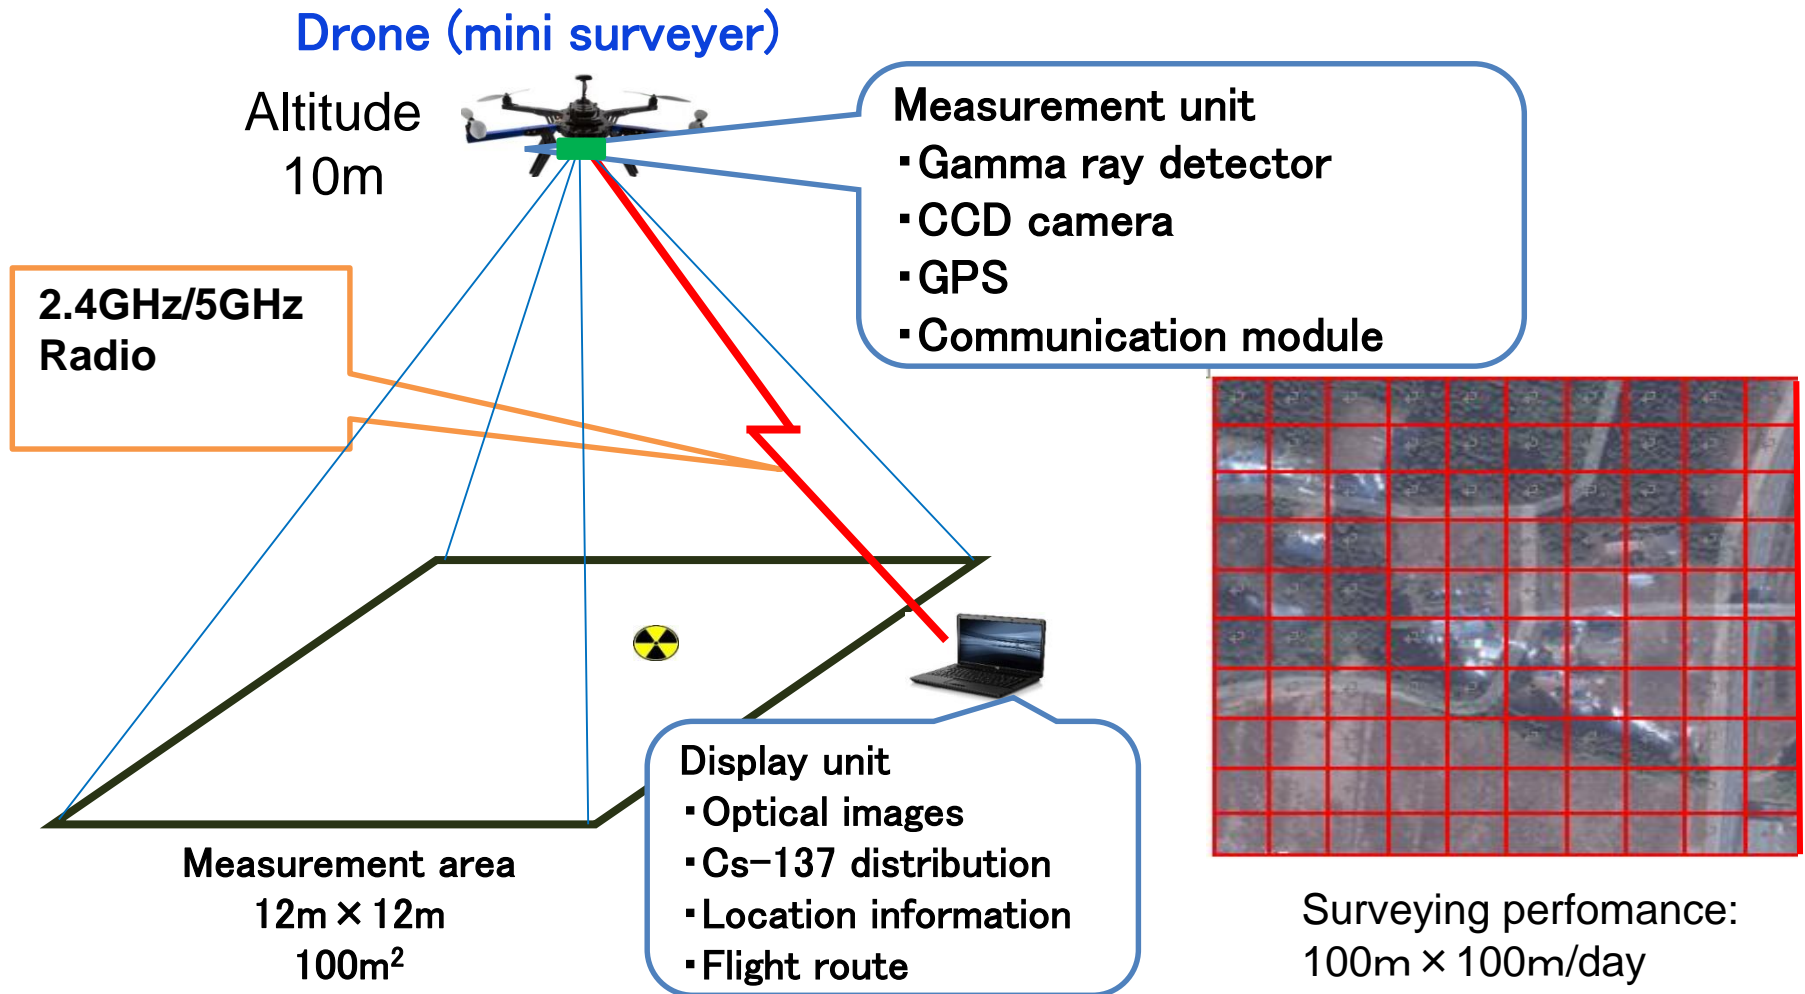 Drone (mini surveyer)
Altitude
10m
Measurement unit
・Gamma ray detector
・CCD camera
・GPS
・Communication module
2.4GHz/5GHz
Radio
Measurement area
12m×12m
100m²
Display unit
・Optical images
・Cs-137 distribution
・Location information
・Flight route
Surveying perfomance:
100m×100m/day